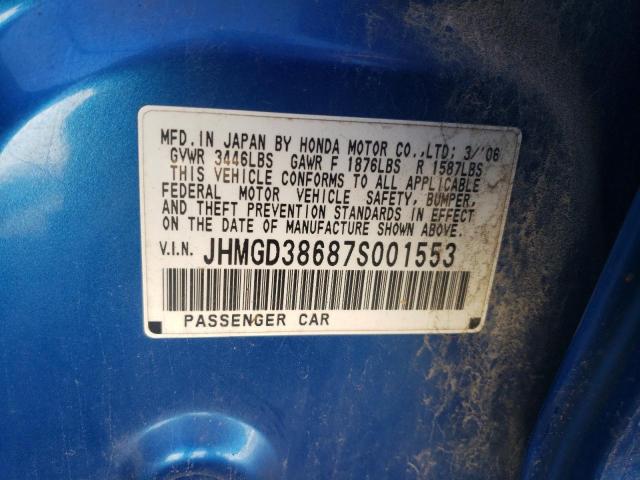 MFD. IN JAPAN BY HONDA MOTOR CO., LTD; 3/'06
GVWR 3446LBS GAWR F 1876LBS R 1587LBS
THIS VEHICLE CONFORMS TO ALL APPLICABLE
FEDERAL MOTOR VEHICLE SAFETY, BUMPER,
AND THEFT PREVENTION STANDARDS IN EFFECT
ON THE DATE OF MANUFACTURE SHOWN ABOVE.
V.I.N. JHMGD38687S001553
PASSENGER CAR